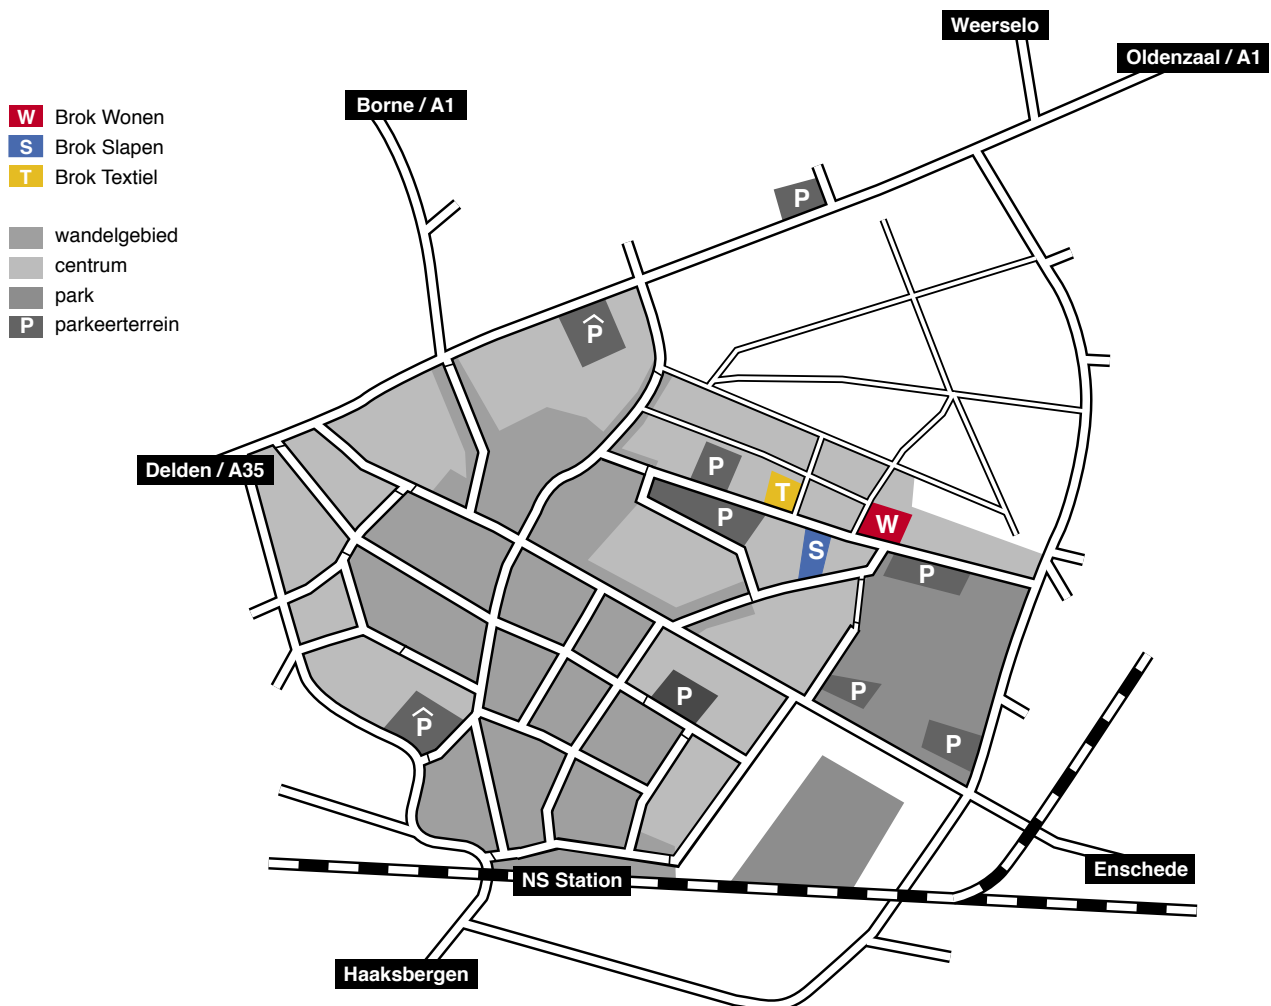 Weerselo
Oldenzaal / A1
Borne / A1
W Brok Wonen
S Brok Slapen
T Brok Textiel
wandelgebied
centrum
park
P parkeerterrein
P
P
P
T
P
W
S
P
Delden / A35
P
P
P
P
NS Station
Enschede
Haaksbergen